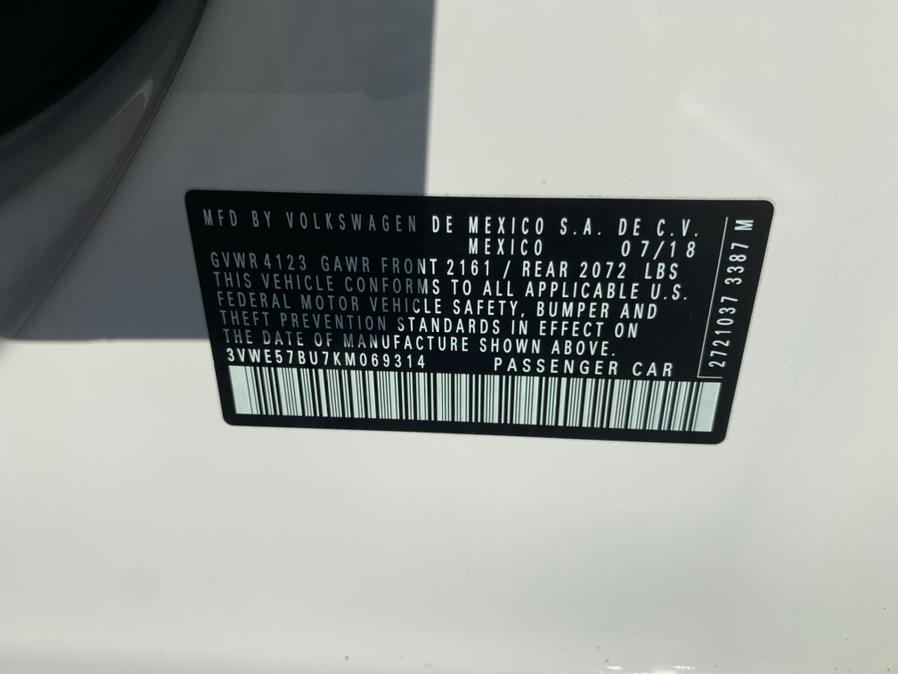 MFD BY VOLKSWAGEN DE MEXICO S.A. DE C.V.
MEXICO 07/18
GVWR 4123 GAWR FRONT 2161 / REAR 2072 LBS
THIS VEHICLE CONFORMS TO ALL APPLICABLE U.S.
FEDERAL MOTOR VEHICLE SAFETY, BUMPER AND
THEFT PREVENTION STANDARDS IN EFFECT ON
THE DATE OF MANUFACTURE SHOWN ABOVE.
3VWE57BU7KM069314 PASSENGER CAR
2721037 3387 M